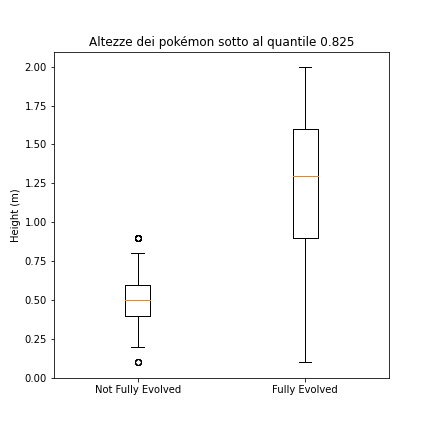 Altezze dei pokémon sotto al quantile 0.825
Height (m)
2.00
1.75
1.50
1.25
1.00
0.75
0.50
0.25
0.00
Not Fully Evolved
Fully Evolved